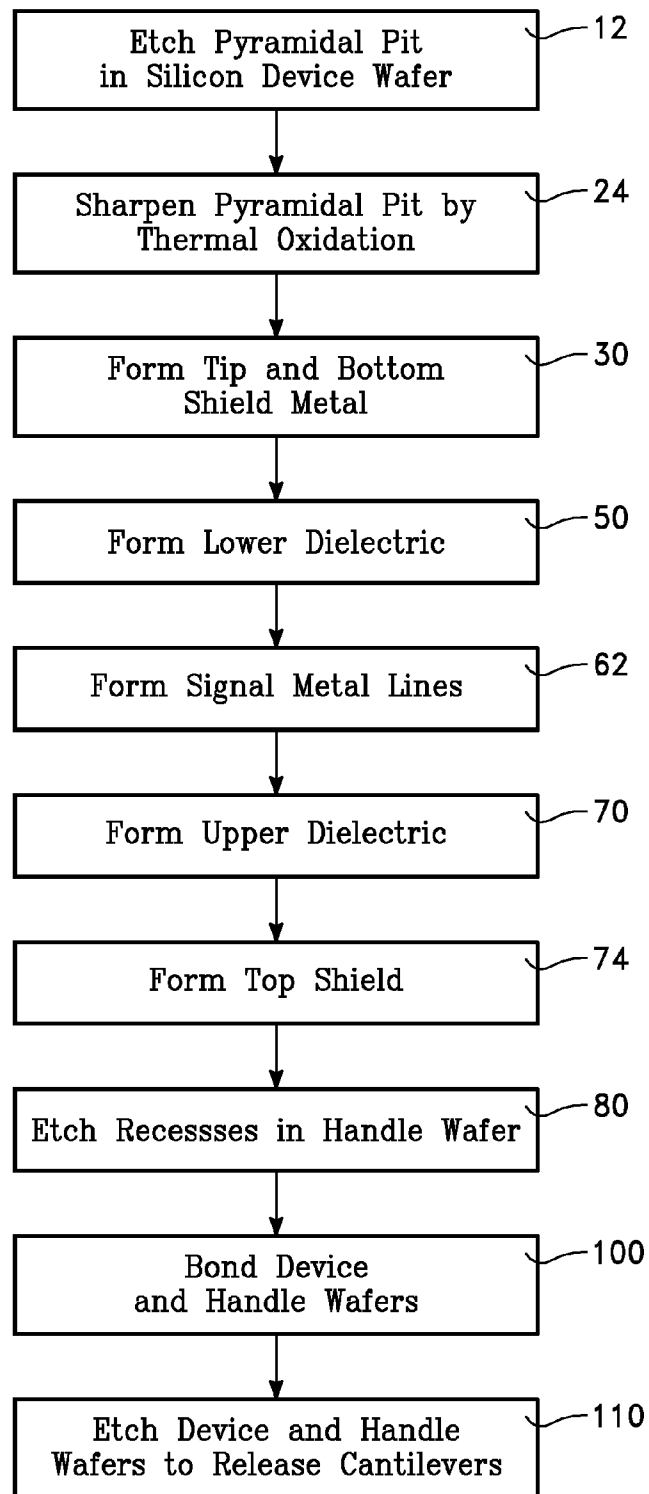 Etch Pyramidal Pit
in Silicon Device Wafer
12
Sharpen Pyramidal Pit by
Thermal Oxidation
24
Form Tip and Bottom
Shield Metal
30
Form Lower Dielectric
50
Form Signal Metal Lines
62
Form Upper Dielectric
70
Form Top Shield
74
Etch Recessses in Handle Wafer
80
Bond Device
and Handle Wafers
100
Etch Device and Handle
Wafers to Release Cantilevers
110